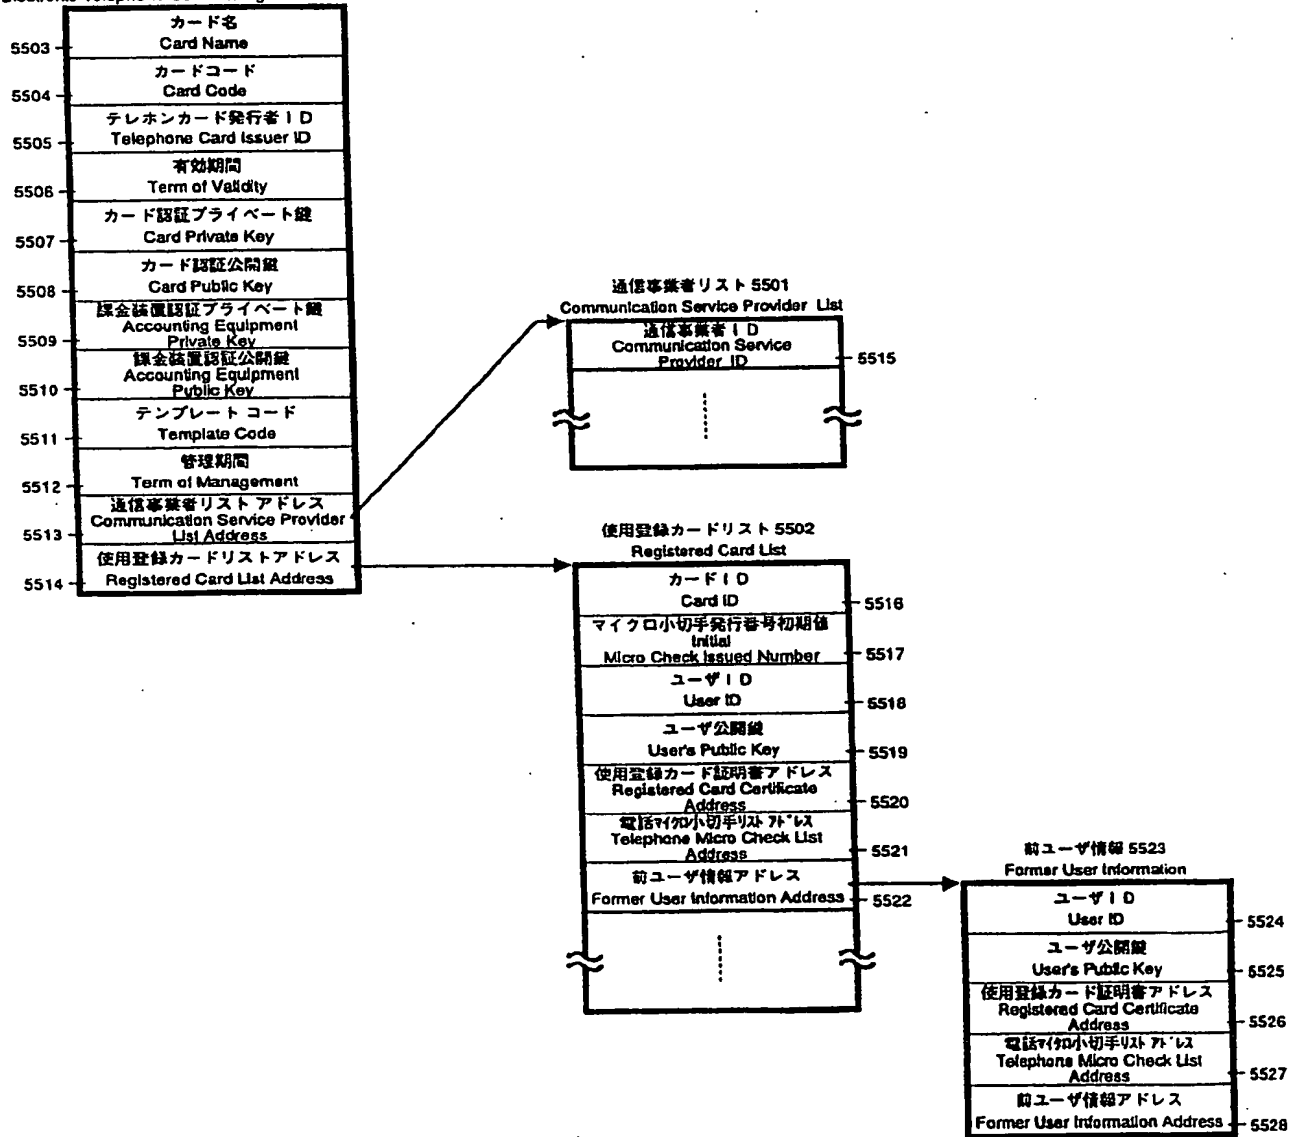 カード名
Card Name
5503
カードコード
Card Code
5504
テレホンカード発行者ＩＤ
Telephone Card Issuer ID
5505
有効期間
Term of Validity
5506
カード認証プライベート鍵
Card Private Key
5507
カード認証公開鍵
Card Public Key
5508
課金装置認証プライベート鍵
Accounting Equipment
Private Key
5509
課金装置認証公開鍵
Accounting Equipment
Public Key
5510
テンプレート コード
Template Code
5511
管理期間
Term of Management
5512
通信事業者リスト アドレス
Communication Service Provider
List Address
5513
使用登録カードリストアドレス
Registered Card List Address
5514
通信事業者リスト 5501
Communication Service Provider List
通信事業者ＩＤ
Communication Service
Provider ID
5515
使用登録カードリスト 5502
Registered Card List
カードＩＤ
Card ID
5516
マイクロ小切手発行番号初期値
Initial
Micro Check Issued Number
5517
ユーザＩＤ
User ID
5518
ユーザ公開鍵
User's Public Key
5519
使用登録カード証明書アドレス
Registered Card Certificate
Address
5520
電話マイクロ小切手リスト アドレス
Telephone Micro Check List
Address
5521
前ユーザ情報アドレス
Former User Information Address
5522
前ユーザ情報 5523
Former User Information
ユーザＩＤ
User ID
5524
ユーザ公開鍵
User's Public Key
5525
使用登録カード証明書アドレス
Registered Card Certificate
Address
5526
電話マイクロ小切手リスト アドレス
Telephone Micro Check List
Address
5527
前ユーザ情報アドレス
Former User Information Address
5528